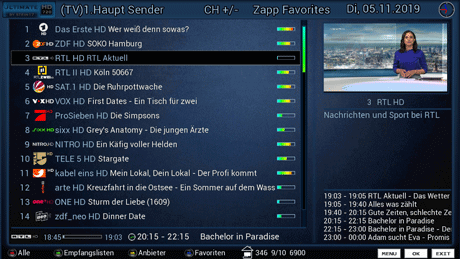 ULTIMATE
(TV)1 Haupt Sender CH +/- Zapp Favorites Di, 05.11.2019
1 Das Erste HD Wer weiß denn sowas?
2 ZDF HD SOKO Hamburg
3 RTL HD RTL Aktuell
4 RTL II HD Köln 50667
5 SAT.1 HD Die Ruhrpottwache
6 VOX HD First Dates - Ein Tisch für zwei
7 ProSieben HD Die Simpsons
8 sixx HD Grey's Anatomy - Die jungen Ärzte
9 NITRO HD Ein Käfig voller Helden
10 TELE 5 HD Stargate
11 kabel eins HD Mein Lokal, Dein Lokal - Der Profi kommt
12 arte HD Kreuzfahrt in die Ostsee - Ein Sommer auf dem Wass
13 ONE HD Sturm der Liebe (1609)
14 zdf_neo HD Dinner Date
3 RTL HD
Nachrichten und Sport bei RTL
19:03 - 19:05 RTL Aktuell - Das Wetter
19:05 - 19:40 Alles was zählt
19:40 - 20:15 Gute Zeiten, schlechte Ze
20:15 - 22:15 Bachelor in Paradise
22:15 - 23:00 Bachelor in Paradise - De
23:00 - 00:00 Adam sucht Eva - Promis
18:45 19:03 20:15 - 22:15 Bachelor in Paradise
Alle Empfangslisten Anbieter Favoriten 346 9/10 6900 MENU OK EXIT